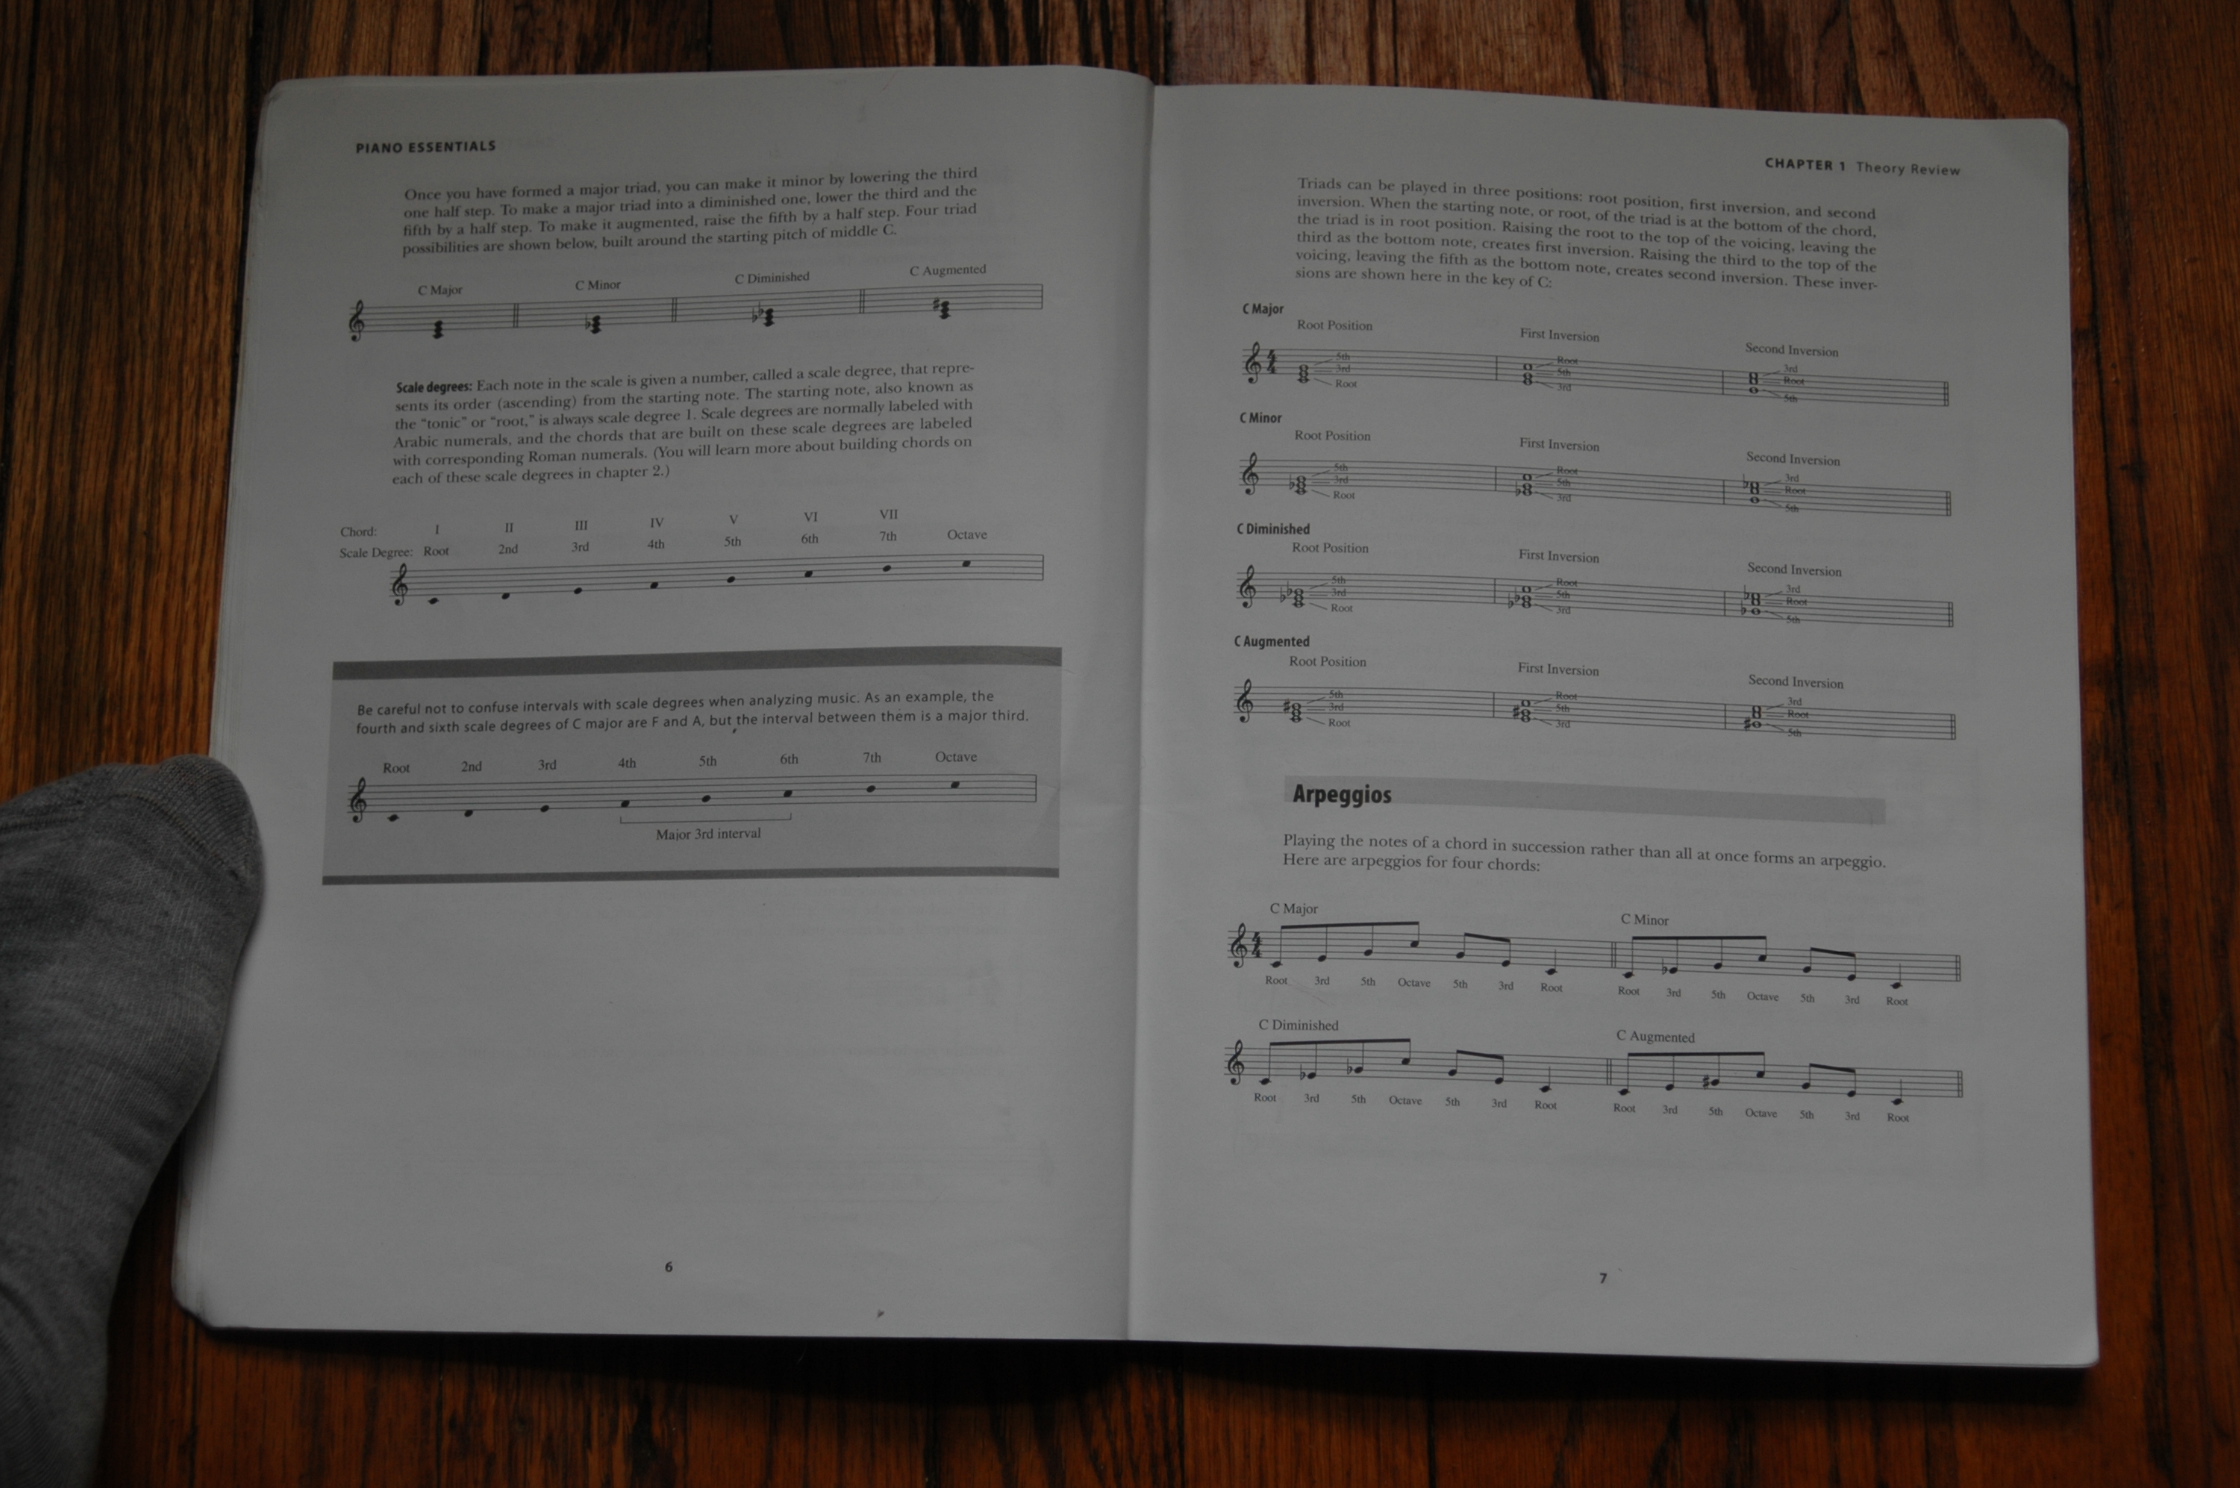 PIANO ESSENTIALS
Once you have formed a major triad, you can make it minor by lowering the third
one half step. To make a major triad into a diminished one, lower the third and the
fifth by a half step. To make it augmented, raise the fifth by a half step. Four triad
possibilities are shown below, built around the starting pitch of middle C.
C Major C Minor C Diminished C Augmented
Scale degrees: Each note in the scale is given a number, called a scale degree, that repre-
sents its order (ascending) from the starting note. The starting note, also known as
the “tonic” or “root,” is always scale degree 1. Scale degrees are normally labeled with
Arabic numerals, and the chords that are built on these scale degrees are labeled
with corresponding Roman numerals. (You will learn more about building chords on
each of these scale degrees in chapter 2.)
Chord: I II III IV V VI VII
Scale Degree: Root 2nd 3rd 4th 5th 6th 7th Octave
Be careful not to confuse intervals with scale degrees when analyzing music. As an example, the
fourth and sixth scale degrees of C major are F and A, but the interval between them is a major third.
Root 2nd 3rd 4th 5th 6th 7th Octave
Major 3rd interval
6
CHAPTER 1 Theory Review
Triads can be played in three positions: root position, first inversion, and second
inversion. When the starting note, or root, of the triad is at the bottom of the chord,
the triad is in root position. Raising the root to the top of the voicing, leaving the
third as the bottom note, creates first inversion. Raising the third to the top of the
voicing, leaving the fifth as the bottom note, creates second inversion. These inver-
sions are shown here in the key of C:
C Major
Root Position First Inversion Second Inversion
5th Root 3rd
3rd 5th Root
Root 3rd 5th
C Minor
Root Position First Inversion Second Inversion
5th Root 3rd
3rd 5th Root
Root 3rd 5th
C Diminished
Root Position First Inversion Second Inversion
5th Root 3rd
3rd 5th Root
Root 3rd 5th
C Augmented
Root Position First Inversion Second Inversion
5th Root 3rd
3rd 5th Root
Root 3rd 5th
Arpeggios
Playing the notes of a chord in succession rather than all at once forms an arpeggio.
Here are arpeggios for four chords:
C Major C Minor
4
4
Root 3rd 5th Octave 5th 3rd Root Root 3rd 5th Octave 5th 3rd Root
C Diminished C Augmented
Root 3rd 5th Octave 5th 3rd Root Root 3rd 5th Octave 5th 3rd Root
7